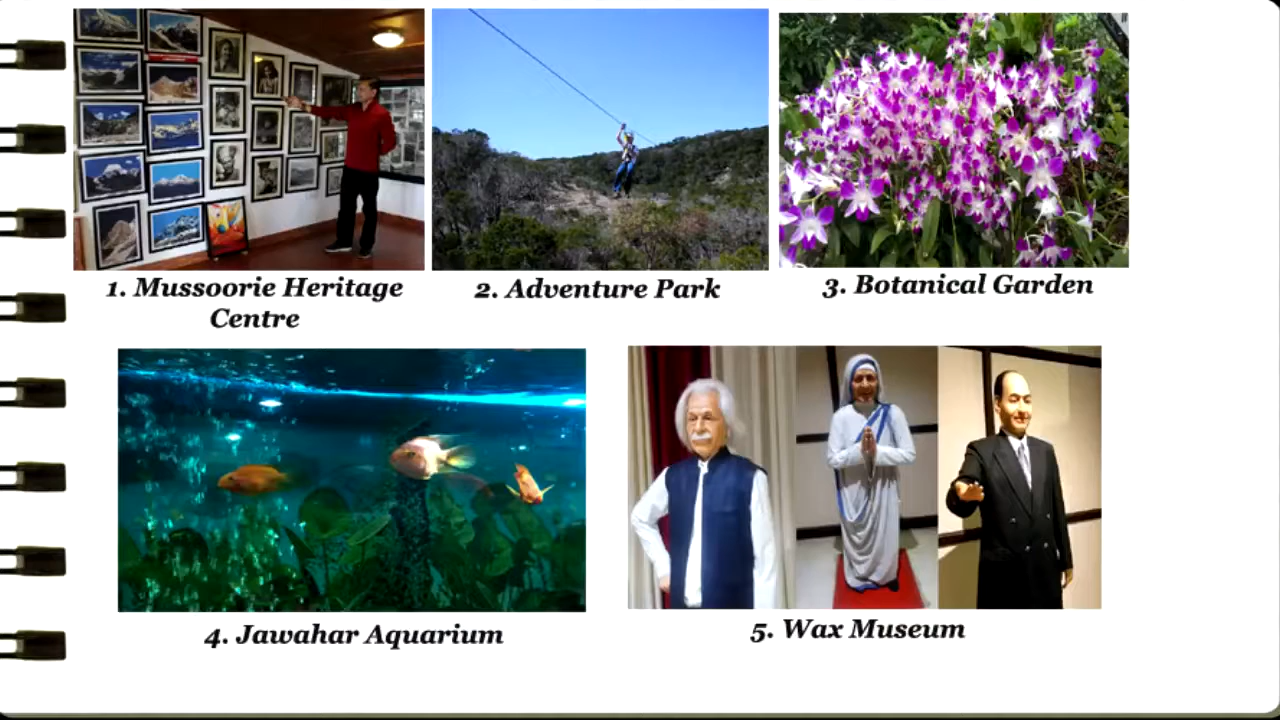 1. Mussoorie Heritage
Centre
2. Adventure Park
3. Botanical Garden
4. Jawahar Aquarium
5. Wax Museum